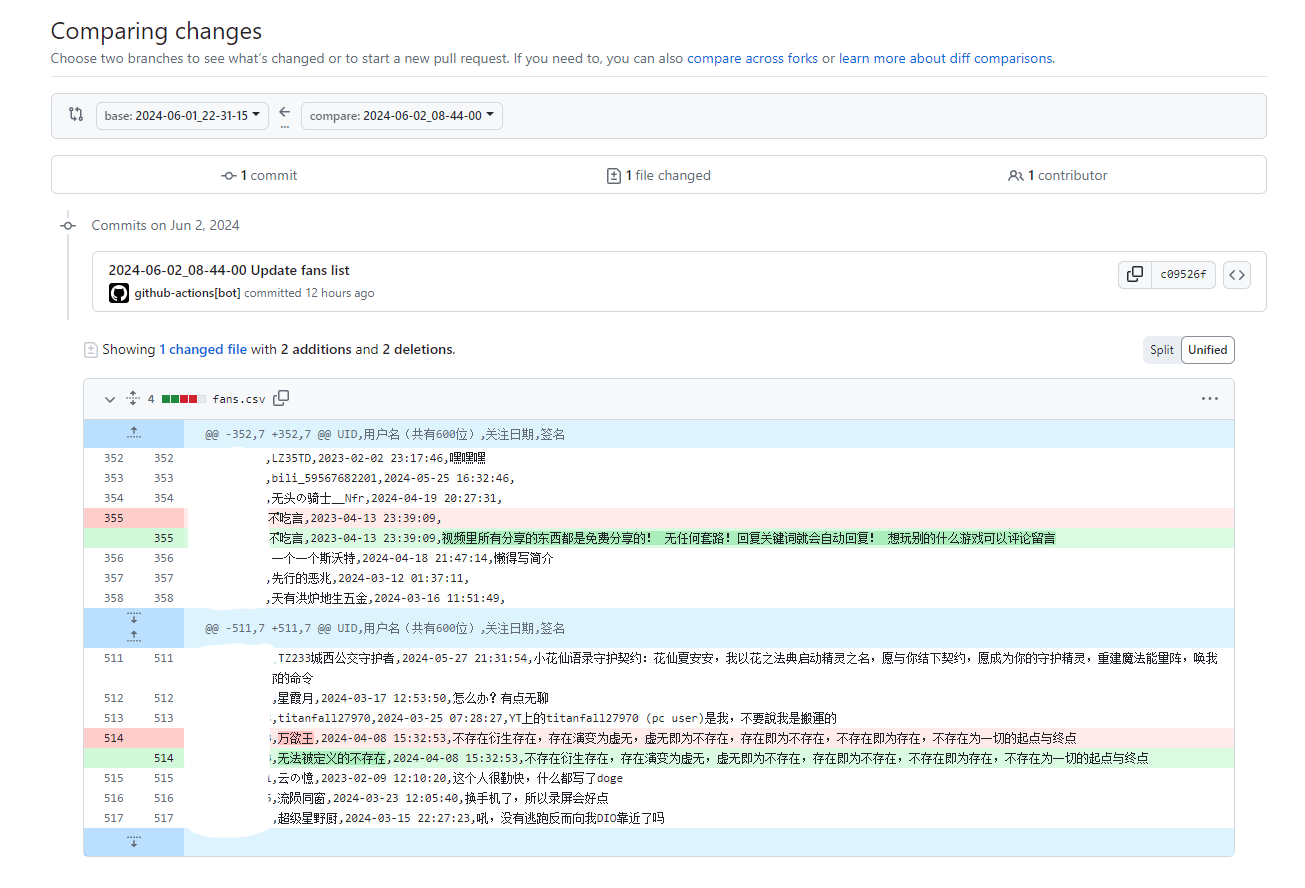 Comparing changes
Choose two branches to see what's changed or to start a new pull request. If you need to, you can also compare across forks or learn more about diff comparisons.
base: 2024-06-01_22-31-15 compare: 2024-06-02_08-44-00
1 commit 1 file changed 1 contributor
Commits on Jun 2, 2024
2024-06-02_08-44-00 Update fans list
c09526f
github-actions[bot] committed 12 hours ago
Showing 1 changed file with 2 additions and 2 deletions.
Split Unified
4 fans.csv
@@ -352,7 +352,7 @@ UID,用户名（共有600位）,关注日期,签名
352 352 ,LZ35TD,2023-02-02 23:17:46,嘿嘿嘿
353 353 ,bili_59567682201,2024-05-25 16:32:46,
354 354 ,无头の骑士__Nfr,2024-04-19 20:27:31,
355 不吃言,2023-04-13 23:39:09,
355 不吃言,2023-04-13 23:39:09,视频里所有分享的东西都是免费分享的！ 无任何套路！回复关键词就会自动回复！ 想玩别的什么游戏可以评论留言
356 356 一个一个斯沃特,2024-04-18 21:47:14,懒得写简介
357 357 ,先行的恶兆,2024-03-12 01:37:11,
358 358 ,天有洪炉地生五金,2024-03-16 11:51:49,
@@ -511,7 +511,7 @@ UID,用户名（共有600位）,关注日期,签名
511 511 TZ233城西公交守护者,2024-05-27 21:31:54,小花仙语录守护契约：花仙夏安安，我以花之法典启动精灵之名，愿与你结下契约，愿成为你的守护精灵，重建魔法能量阵，唤我
的命令
512 512 ,星霞月,2024-03-17 12:53:50,怎么办？有点无聊
513 513 ,titanfall27970,2024-03-25 07:28:27,YT上的titanfall27970 (pc user)是我，不要說我是搬運的
514 ,万欲王,2024-04-08 15:32:53,不存在衍生存在，存在演变为虚无，虚无即为不存在，存在即为不存在，不存在即为存在，不存在为一切的起点与终点
514 ,无法被定义的不存在,2024-04-08 15:32:53,不存在衍生存在，存在演变为虚无，虚无即为不存在，存在即为不存在，不存在即为存在，不存在为一切的起点与终点
515 515 ,云の憶,2023-02-09 12:10:20,这个人很勤快，什么都写了doge
516 516 ,流陨同窗,2024-03-23 12:05:40,换手机了，所以录屏会好点
517 517 ,超级星野厨,2024-03-15 22:27:23,吼，没有逃跑反而向我DIO靠近了吗